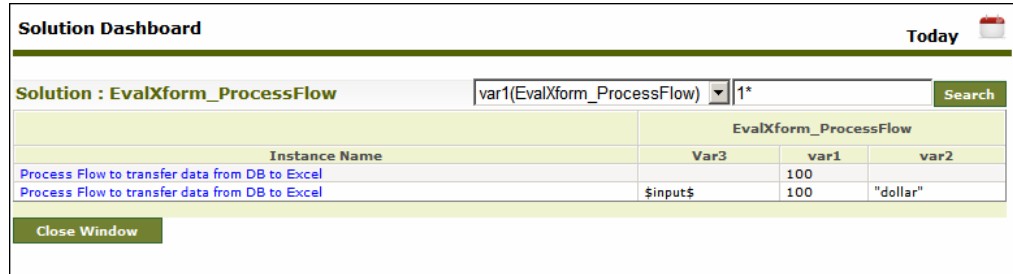 Solution Dashboard
Today
Solution : EvalXform_ProcessFlow
var1(EvalXform_ProcessFlow)
1*
Search
EvalXform_ProcessFlow
Instance Name Var3 var1 var2
Process Flow to transfer data from DB to Excel 100
Process Flow to transfer data from DB to Excel $input$ 100 "dollar"
Close Window